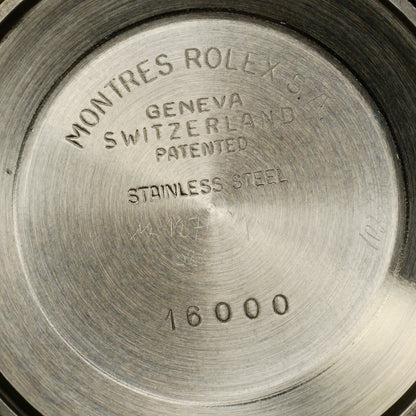 MONTRES ROLEX S.A.
GENEVA
SWITZERLAND
PATENTED
STAINLESS STEEL
16000